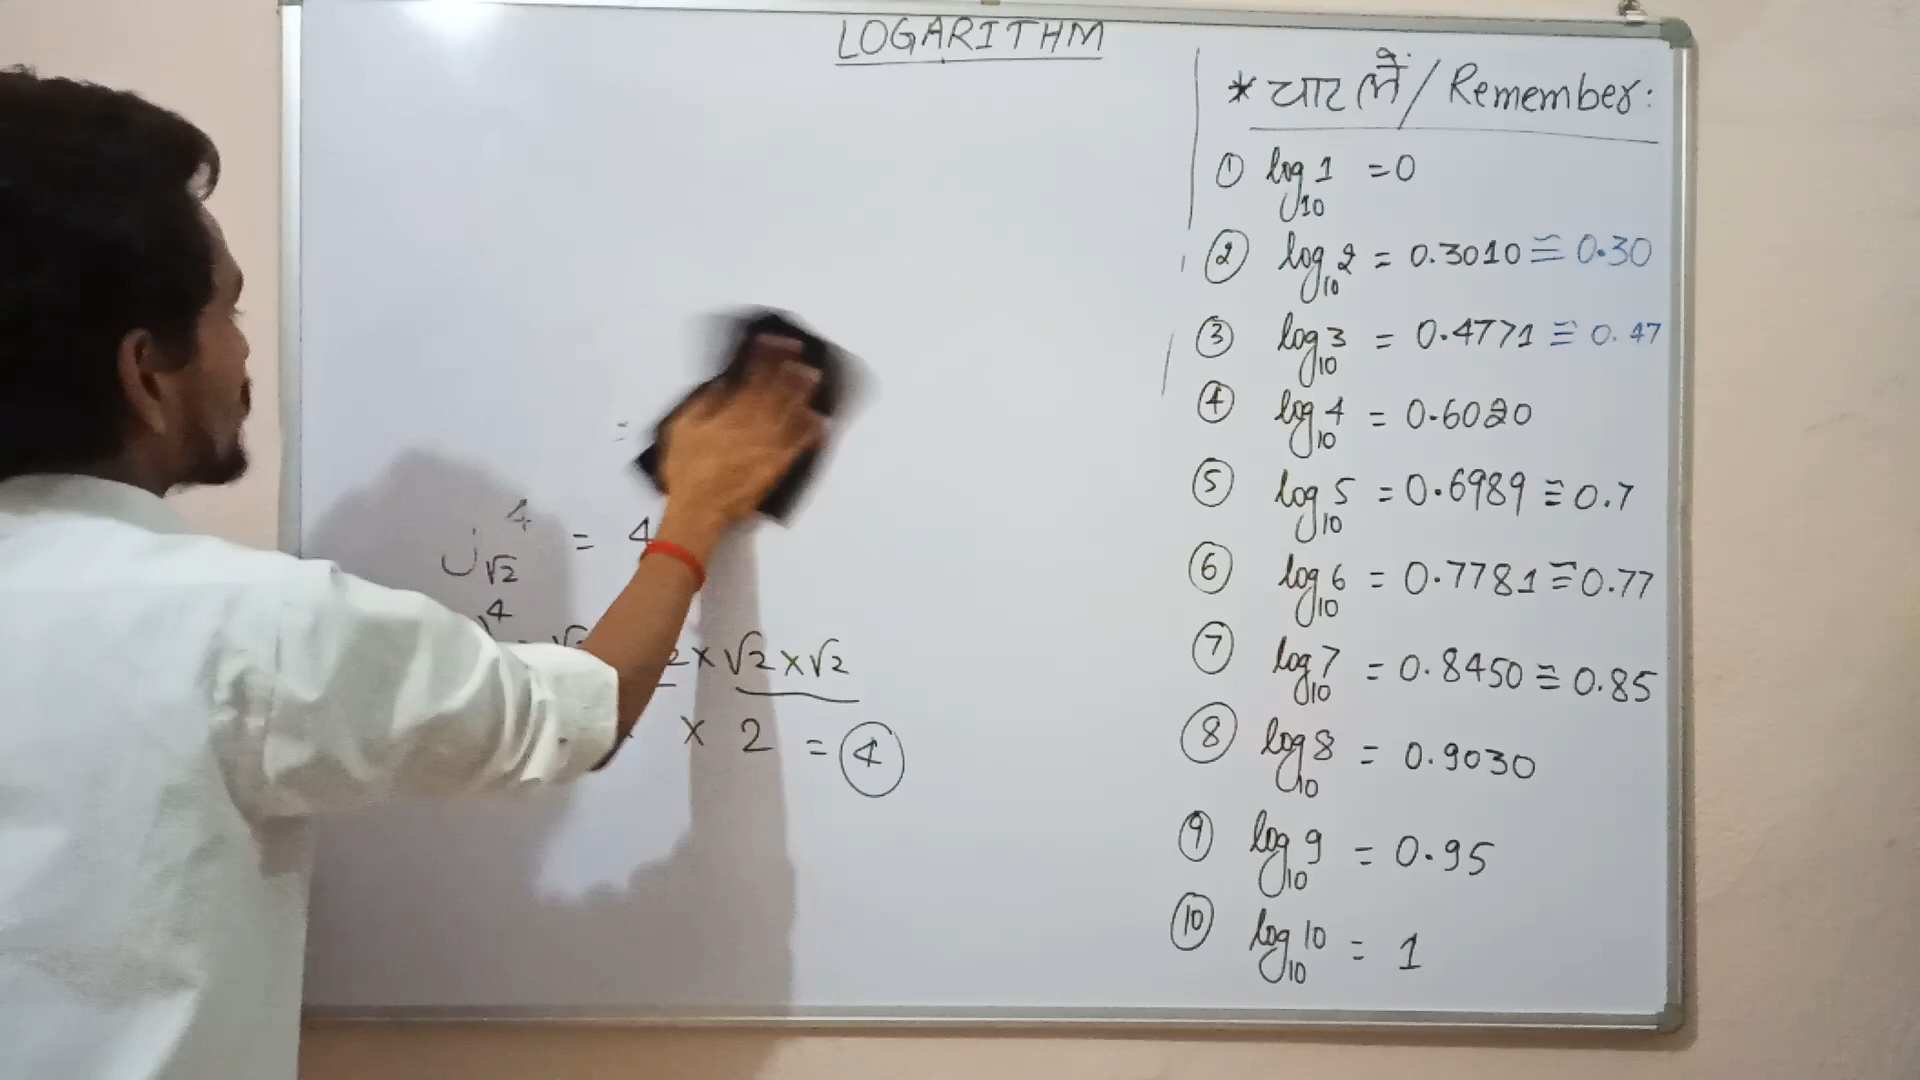 LOGARITHM
= 
√2 4 = 4
4 = √2 × √2 × √2
× 2 = 4
* याद लें / Remember:
① log₁₀ 1 = 0
② log₁₀ 2 = 0.3010 ≅ 0.30
③ log₁₀ 3 = 0.4771 ≅ 0.47
④ log₁₀ 4 = 0.6020
⑤ log₁₀ 5 = 0.6989 ≅ 0.7
⑥ log₁₀ 6 = 0.7781 ≅ 0.77
⑦ log₁₀ 7 = 0.8450 ≅ 0.85
⑧ log₁₀ 8 = 0.9030
⑨ log₁₀ 9 = 0.95
⑩ log₁₀ 10 = 1